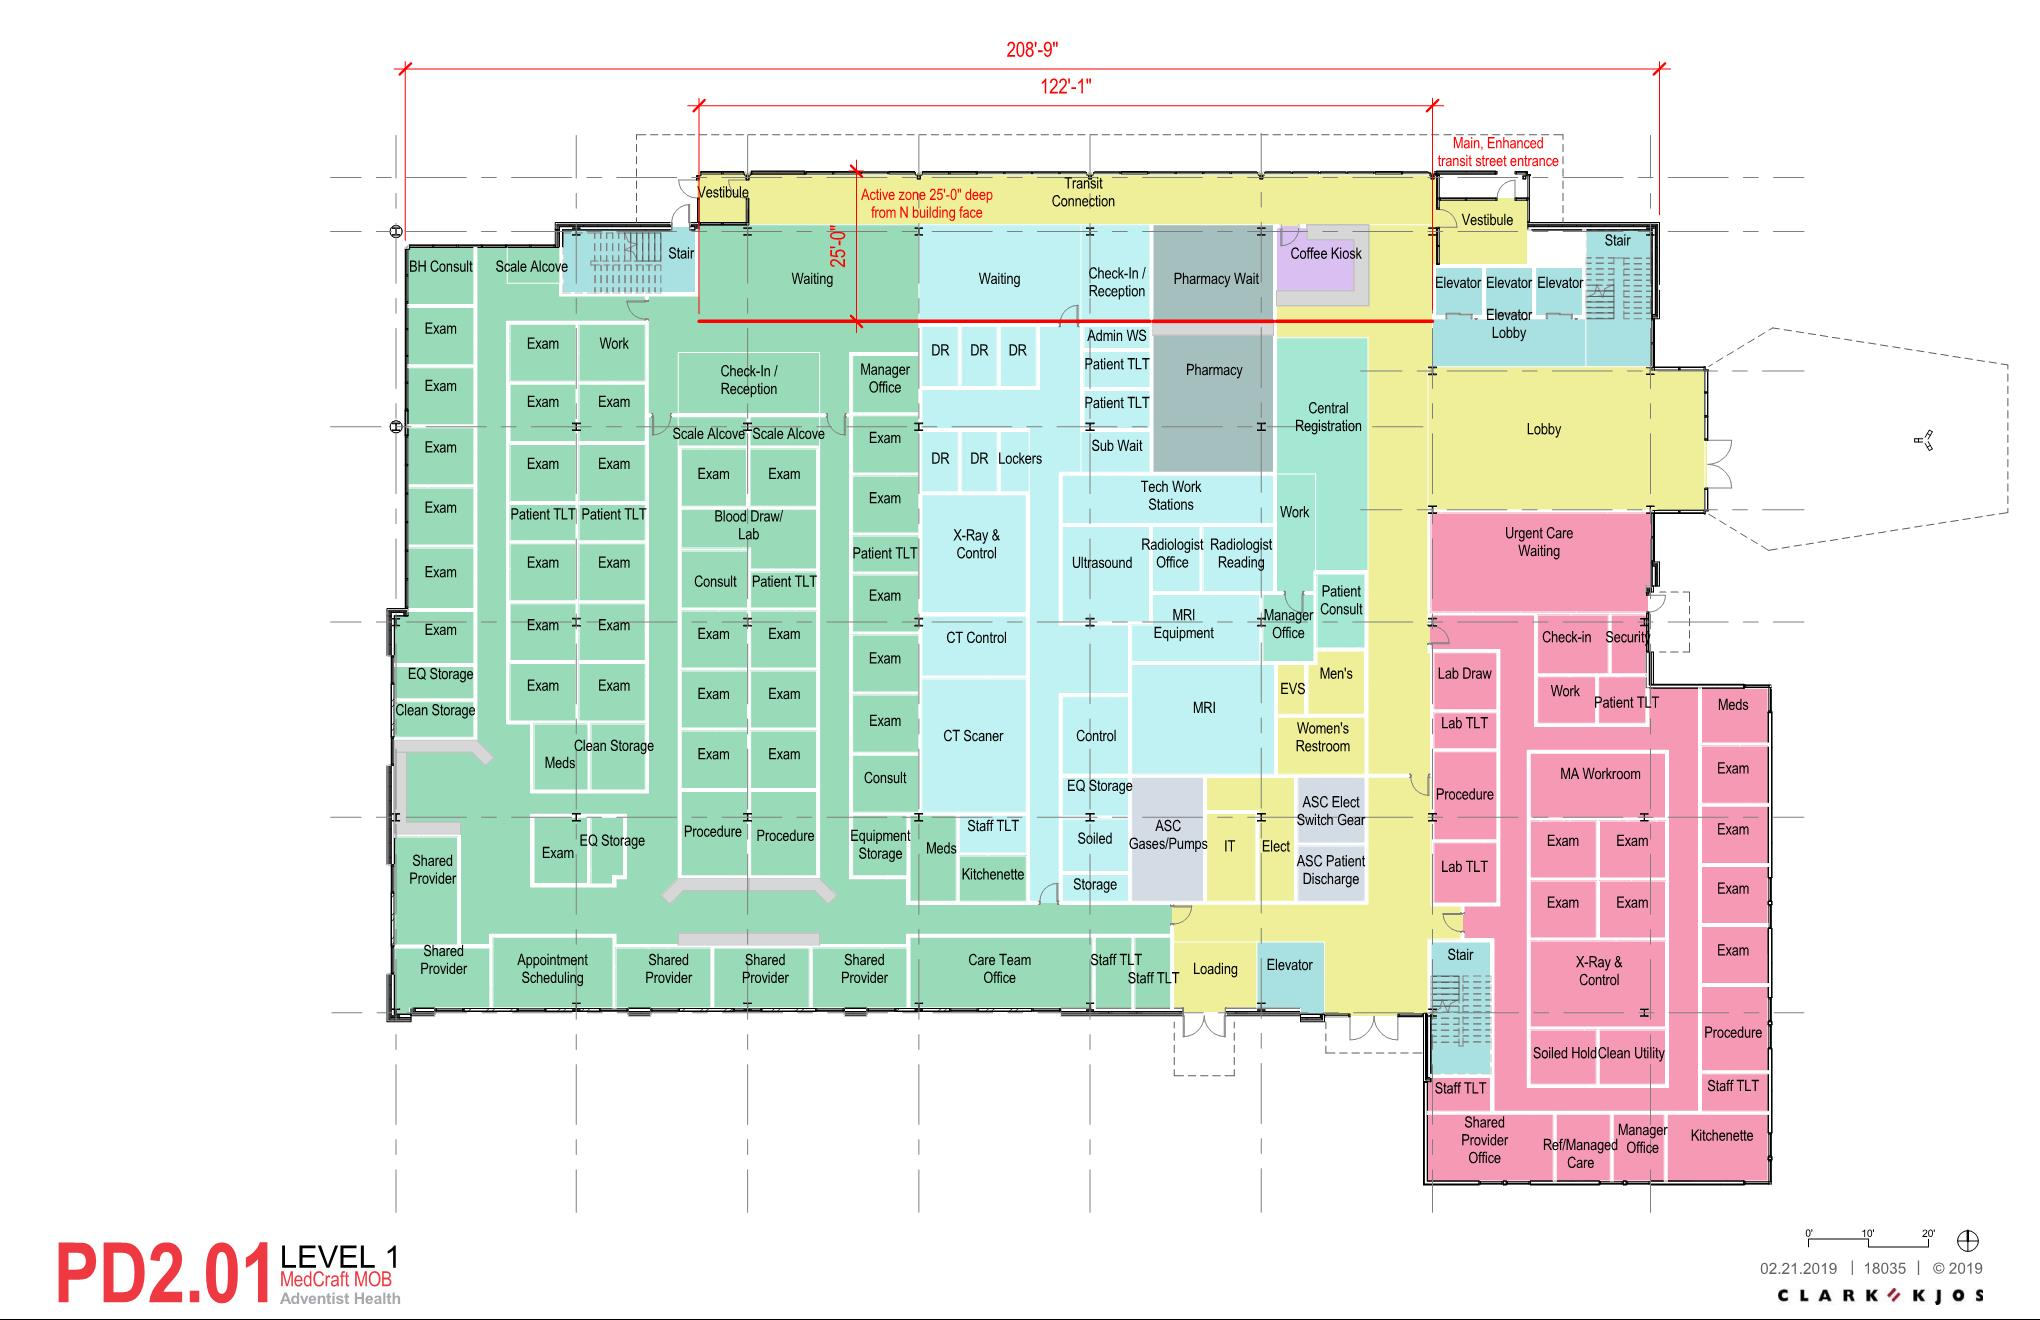 208'-9"
122'-1"
Main, Enhanced
transit street entrance
Vestibule
Active zone 25'-0" deep
from N building face
Transit
Connection
Vestibule
25'-0"
BH Consult
Scale Alcove
Stair
Waiting
Waiting
Check-In /
Reception
Pharmacy Wait
Coffee Kiosk
Stair
Elevator
Elevator
Elevator
Elevator
Lobby
Exam
Exam
Work
DR
DR
DR
Admin WS
Patient TLT
Pharmacy
Exam
Check-In /
Reception
Manager
Office
Exam
Exam
Patient TLT
Central
Registration
Lobby
Exam
Scale Alcove
Scale Alcove
Exam
Sub Wait
DR
DR
Lockers
Exam
Exam
Exam
Exam
Tech Work
Stations
Exam
Exam
Patient TLT
Patient TLT
Blood Draw/
Lab
Work
X-Ray &
Control
Urgent Care
Waiting
Patient TLT
Ultrasound
Radiologist
Office
Radiologist
Reading
Exam
Exam
Exam
Consult
Patient TLT
Exam
Patient
Consult
MRI
Equipment
Manager
Office
Exam
Exam
Exam
Exam
Exam
CT Control
Check-in
Security
EQ Storage
Exam
Exam
Exam
Exam
Exam
Exam
EVS
Men's
Lab Draw
Work
Patient TLT
Clean Storage
MRI
Meds
Exam
CT Scaner
Control
Women's
Restroom
Lab TLT
Meds
Clean Storage
Exam
Exam
Consult
EQ Storage
MA Workroom
Exam
ASC Elect
Switch Gear
Procedure
Staff TLT
Procedure
Procedure
Equipment
Storage
Meds
Soiled
ASC
Gases/Pumps
IT
Elect
Exam
EQ Storage
Exam
Exam
Exam
Shared
Provider
Kitchenette
Storage
ASC Patient
Discharge
Lab TLT
Exam
Exam
Exam
Shared
Provider
Appointment
Scheduling
Shared
Provider
Shared
Provider
Shared
Provider
Care Team
Office
Staff TLT
Staff TLT
Loading
Elevator
Stair
X-Ray &
Control
Exam
Procedure
Soiled Hold
Clean Utility
Staff TLT
Staff TLT
Shared
Provider
Office
Ref/Managed
Care
Manager
Office
Kitchenette
PD2.01
LEVEL 1
MedCraft MOB
Adventist Health
0' 10' 20'
02.21.2019 | 18035 | © 2019
CLARK KJOS